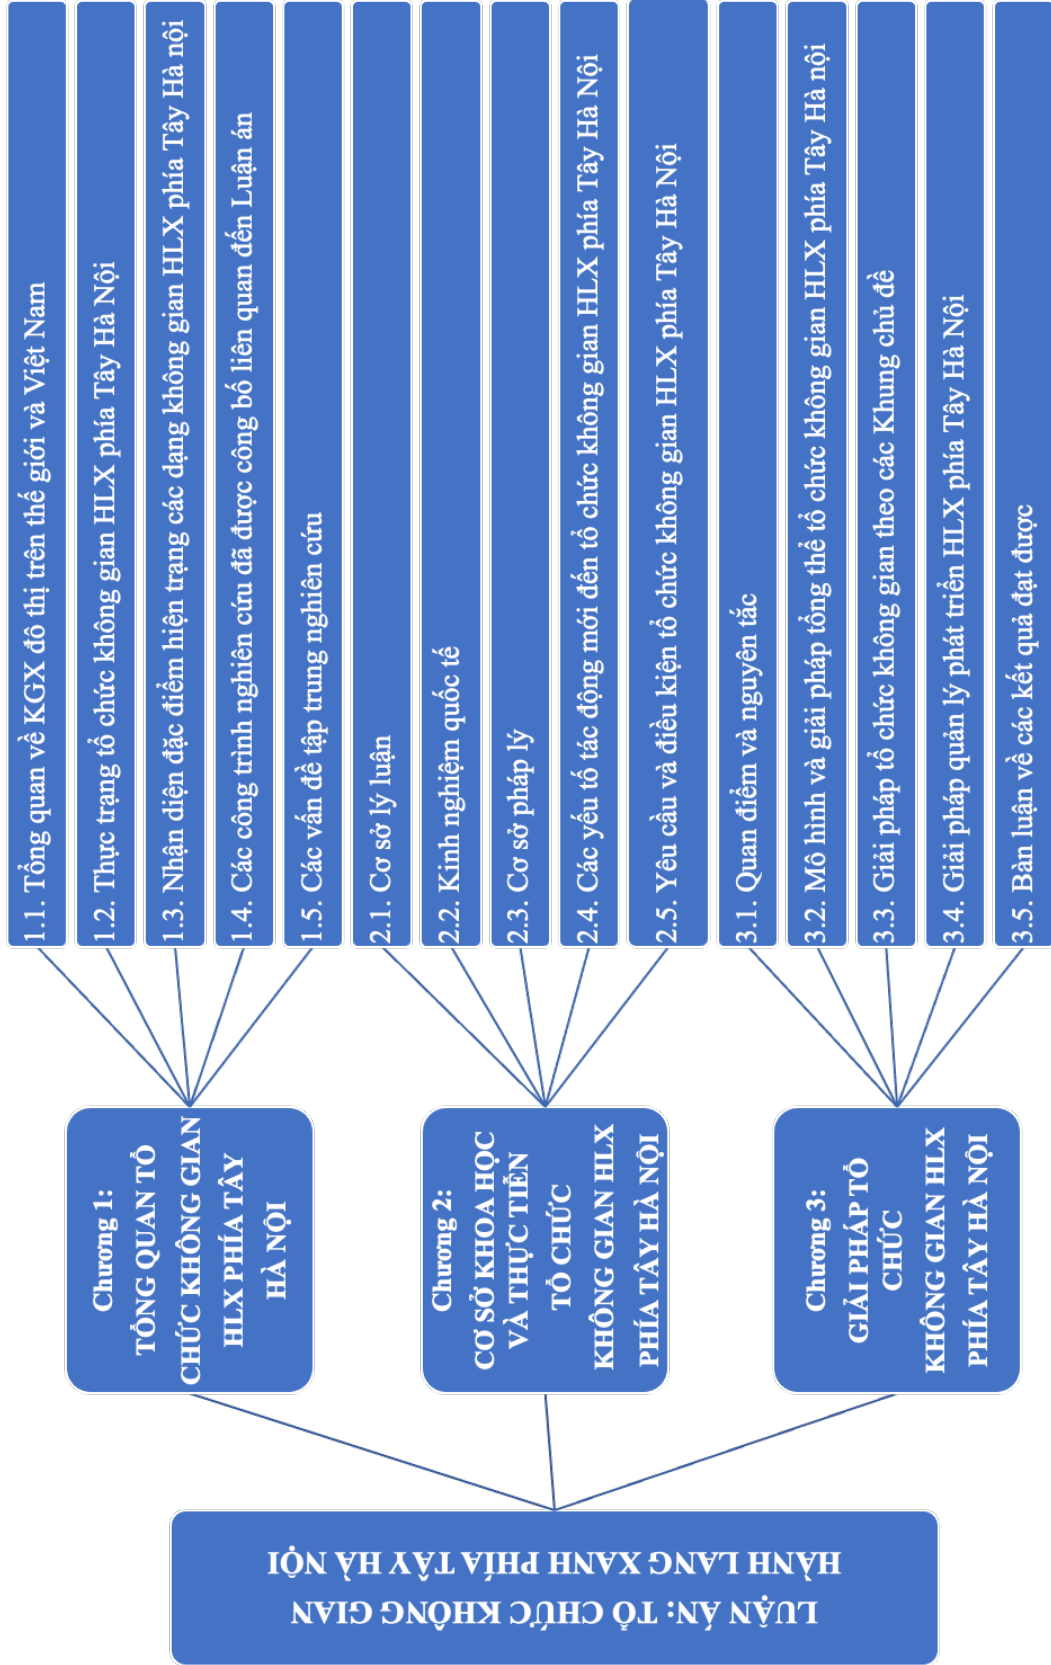 LUẬN ÁN: TỔ CHỨC KHÔNG GIAN
HÀNH LANG XANH PHÍA TÂY HÀ NỘI
Chương 1:
TỔNG QUAN TỔ
CHỨC KHÔNG GIAN
HLX PHÍA TÂY
HÀ NỘI
1.1. Tổng quan về KGX đô thị trên thế giới và Việt Nam
1.2. Thực trạng tổ chức không gian HLX phía Tây Hà Nội
1.3. Nhận diện đặc điểm hiện trạng các dạng không gian HLX phía Tây Hà nội
1.4. Các công trình nghiên cứu đã được công bố liên quan đến Luận án
1.5. Các vấn đề tập trung nghiên cứu
Chương 2:
CƠ SỞ KHOA HỌC
VÀ THỰC TIỄN
TỔ CHỨC
KHÔNG GIAN HLX
PHÍA TÂY HÀ NỘI
2.1. Cơ sở lý luận
2.2. Kinh nghiệm quốc tế
2.3. Cơ sở pháp lý
2.4. Các yếu tố tác động mới đến tổ chức không gian HLX phía Tây Hà Nội
2.5. Yêu cầu và điều kiện tổ chức không gian HLX phía Tây Hà Nội
Chương 3:
GIẢI PHÁP TỔ
CHỨC
KHÔNG GIAN HLX
PHÍA TÂY HÀ NỘI
3.1. Quan điểm và nguyên tắc
3.2. Mô hình và giải pháp tổng thể tổ chức không gian HLX phía Tây Hà nội
3.3. Giải pháp tổ chức không gian theo các Khung chủ đề
3.4. Giải pháp quản lý phát triển HLX phía Tây Hà Nội
3.5. Bàn luận về các kết quả đạt được